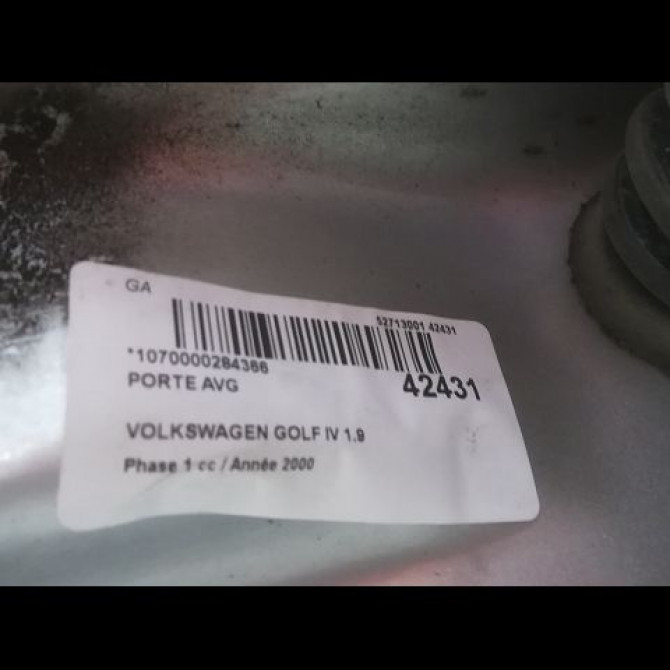 GA
52713001 42431
*1070000284366
42431
PORTE AVG
VOLKSWAGEN GOLF IV 1.9
Phase 1 cc / Année 2000